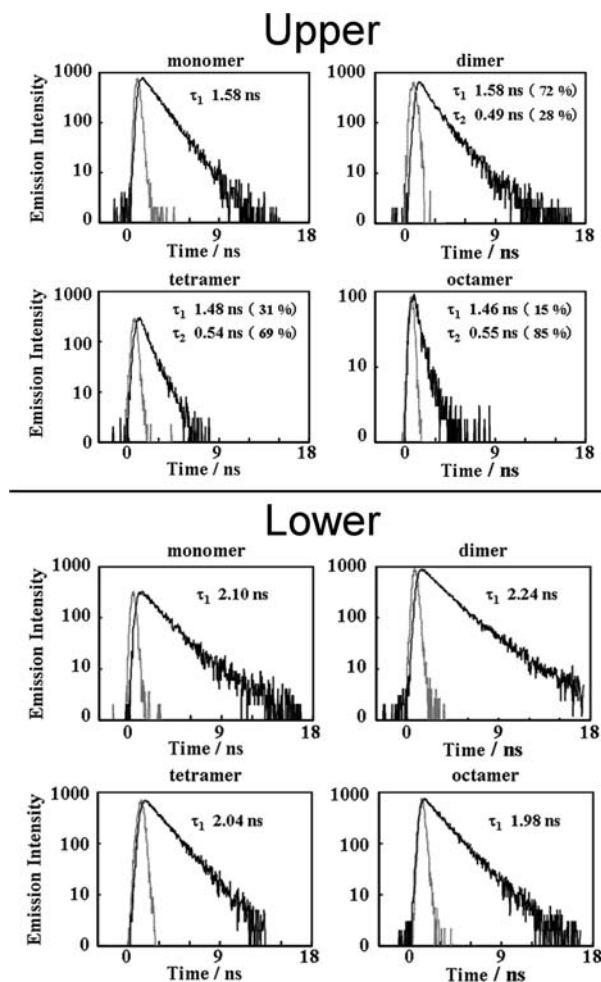 Upper
monomer
dimer
Emission Intensity
1000
100
10
0
τ₁ 1.58 ns
0
9
18
Time / ns
1000
100
10
0
τ₁ 1.58 ns ( 72 %)
τ₂ 0.49 ns ( 28 %)
0
9
18
Time / ns
tetramer
octamer
Emission Intensity
1000
100
10
0
τ₁ 1.48 ns ( 31 %)
τ₂ 0.54 ns ( 69 %)
0
9
18
Time / ns
100
10
0
τ₁ 1.46 ns ( 15 %)
τ₂ 0.55 ns ( 85 %)
0
9
18
Time / ns
Lower
monomer
dimer
Emission Intensity
1000
100
10
0
τ₁ 2.10 ns
0
9
18
Time / ns
1000
100
10
0
τ₁ 2.24 ns
0
9
18
Time / ns
tetramer
octamer
Emission Intensity
1000
100
10
0
τ₁ 2.04 ns
0
9
18
Time / ns
1000
100
10
0
τ₁ 1.98 ns
0
9
18
Time / ns